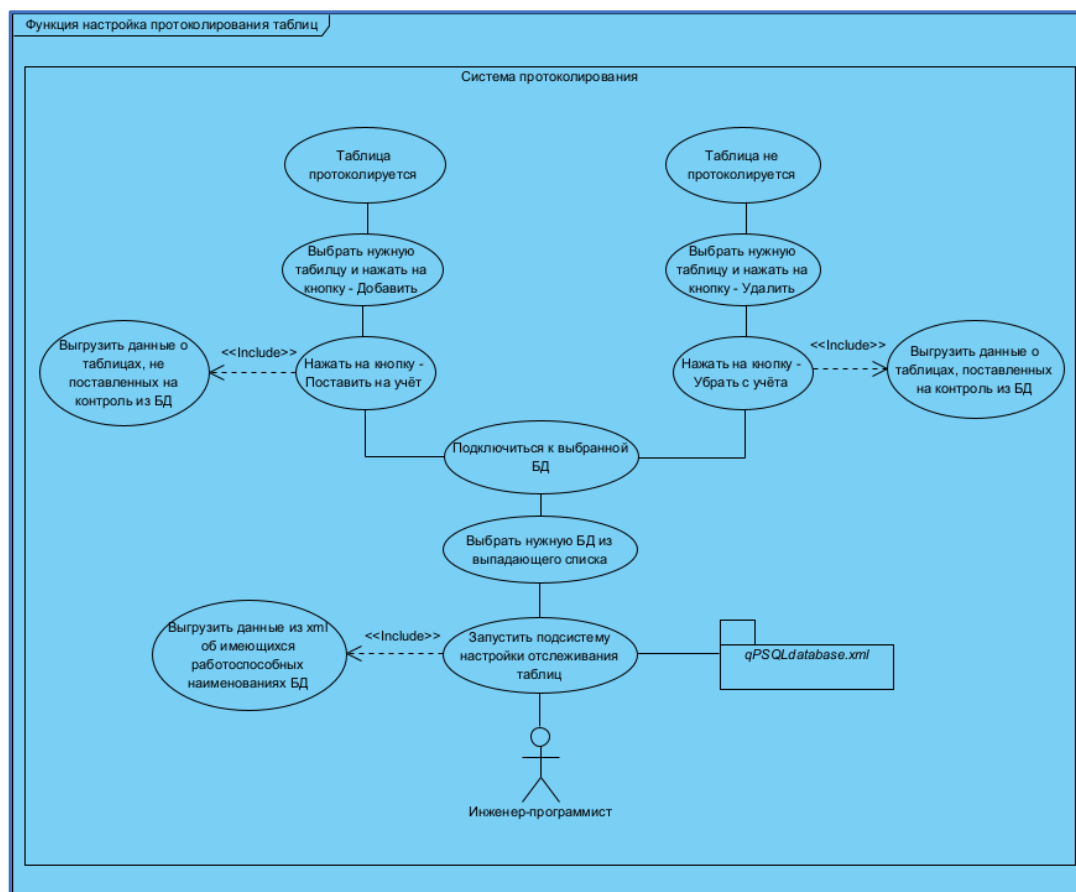 Функция настройка протоколирования таблиц
Система протоколирования
Таблица
протоколируется
Таблица не
протоколируется
Выбрать нужную
табилцу и нажать на
кнопку - Добавить
Выбрать нужную
таблицу и нажать на
кнопку - Удалить
Выгрузить данные о
таблицах, не
поставленных на
контроль из БД
<<Include>>
Нажать на кнопку -
Поставить на учёт
Нажать на кнопку -
Убрать с учёта
<<Include>>
Выгрузить данные о
таблицах, поставленных
на контроль из БД
Подключиться к выбранной
БД
Выбрать нужную БД из
выпадающего списка
Выгрузить данные из xml
об имеющихся
работоспособных
наименованиях БД
<<Include>>
Запустить подсистему
настройки отслеживания
таблиц
qPSQLdatabase.xml
Инженер-программист